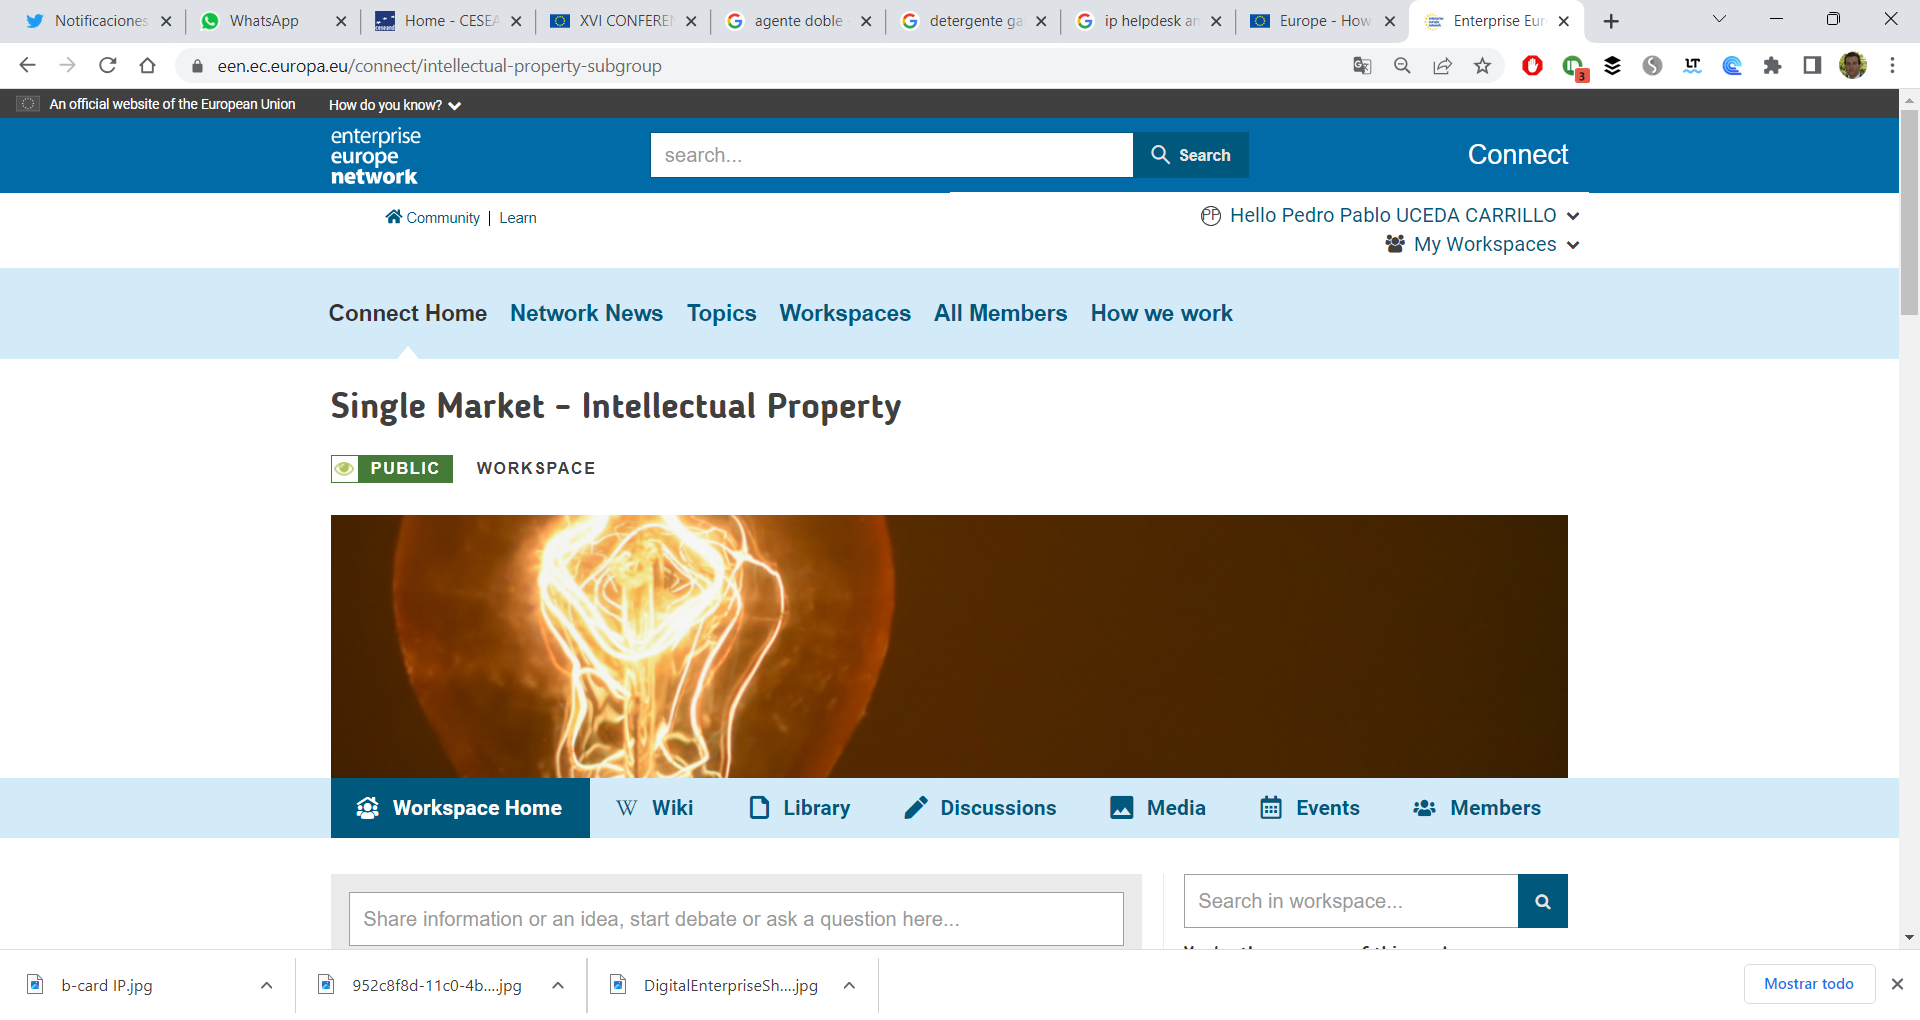 Notificaciones
WhatsApp
Home - CESEA
XVI CONFEREN
agente doble
detergente ga
ip helpdesk an
Europe - How
Enterprise Eur
een.ec.europa.eu/connect/intellectual-property-subgroup
3
An official website of the European Union
How do you know?
enterprise
europe
network
search...
Search
Connect
Community | Learn
PP Hello Pedro Pablo UCEDA CARRILLO
My Workspaces
Connect Home
Network News
Topics
Workspaces
All Members
How we work
Single Market – Intellectual Property
PUBLIC
WORKSPACE
Workspace Home
W Wiki
Library
Discussions
Media
Events
Members
Share information or an idea, start debate or ask a question here...
Search in workspace...
b-card IP.jpg
952c8f8d-11c0-4b....jpg
DigitalEnterpriseSh....jpg
Mostrar todo